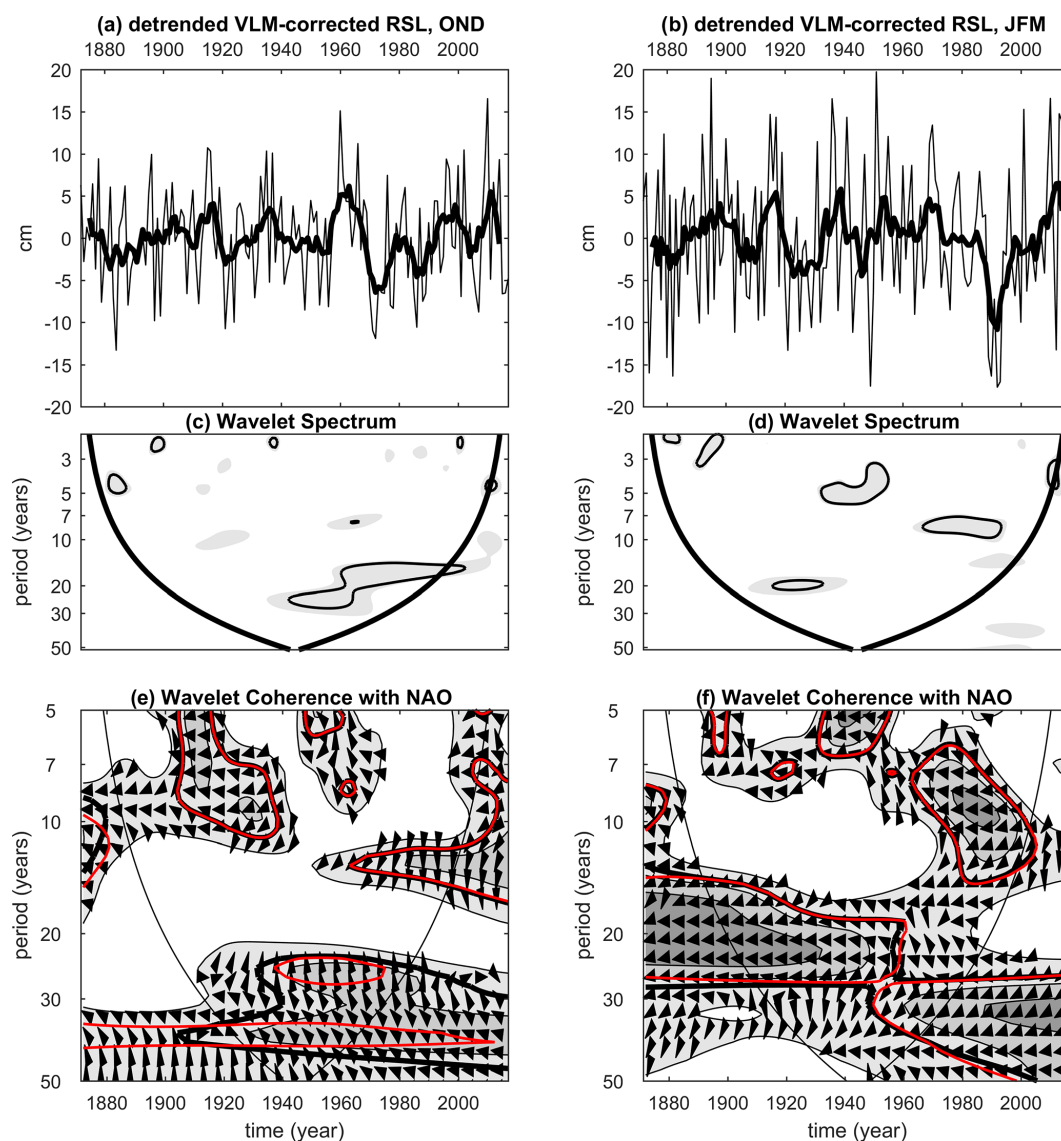 (a) detrended VLM-corrected RSL, OND
1880 1900 1920 1940 1960 1980 2000
20
15
10
5
0
-5
-10
-15
-20
cm
(b) detrended VLM-corrected RSL, JFM
1880 1900 1920 1940 1960 1980 2000
20
15
10
5
0
-5
-10
-15
-20
cm
(c) Wavelet Spectrum
3
5
7
10
20
30
50
period (years)
(d) Wavelet Spectrum
3
5
7
10
20
30
50
period (years)
(e) Wavelet Coherence with NAO
5
7
10
20
30
50
period (years)
1880 1900 1920 1940 1960 1980 2000
time (year)
(f) Wavelet Coherence with NAO
5
7
10
20
30
50
period (years)
1880 1900 1920 1940 1960 1980 2000
time (year)